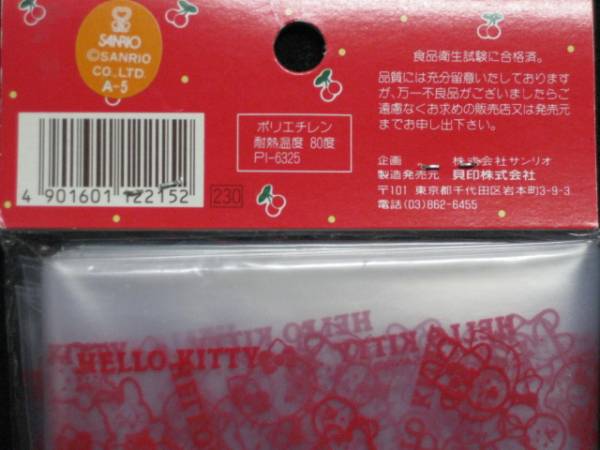 SANRIO
©SANRIO
CO.,LTD.
A-5
4 901601 122152
230
ポリエチレン
耐熱温度 80度
PI-6325
食品衛生試験に合格済。
品質には充分留意いたしております
が、万一不良品がございましたらご
遠慮なくお求めの販売店又は発売元
までお申し出下さい。
企画 株式会社サンリオ
製造発売元 貝印株式会社
〒101 東京都千代田区岩本町3-9-3
電話(03)862-6455
HELLO KITTY
HELLO KITTY
HELLO KITTY